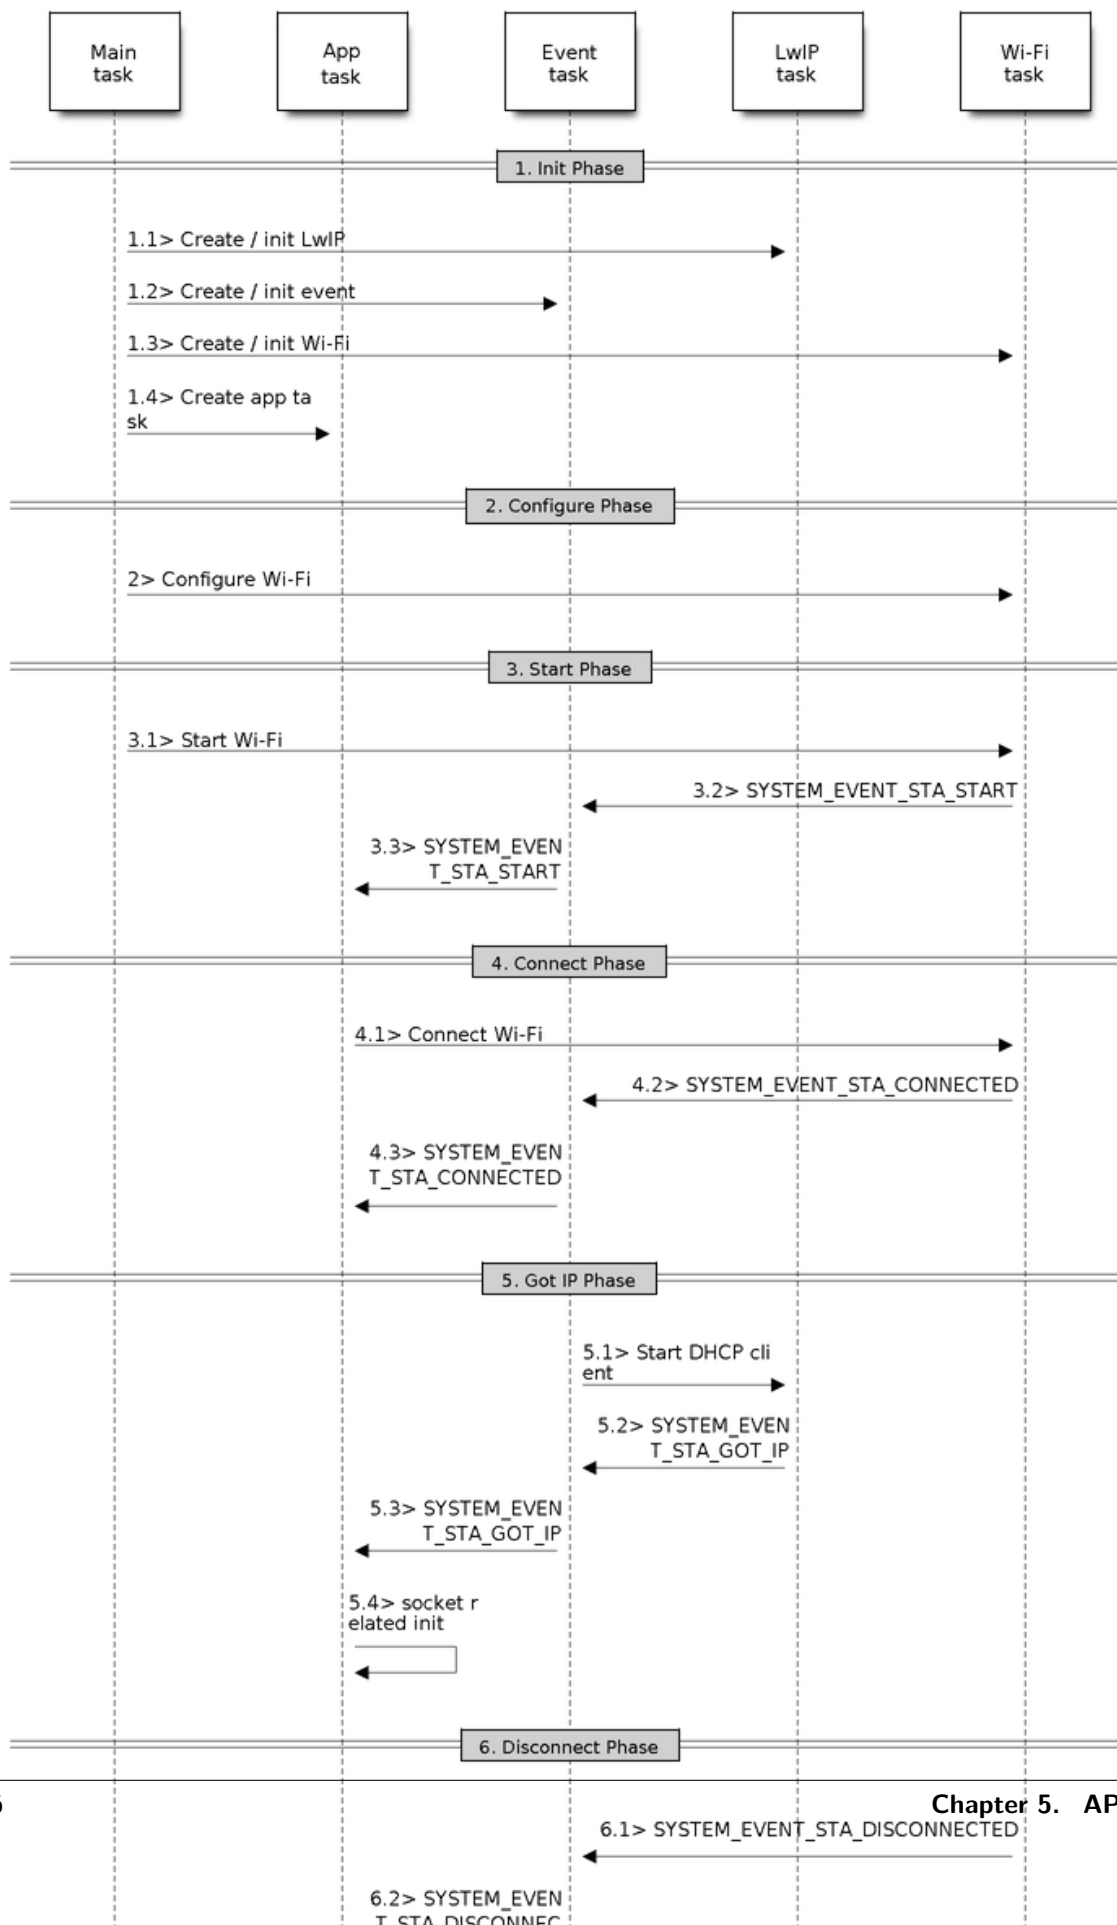 Main
task
App
task
Event
task
LwIP
task
Wi-Fi
task
1. Init Phase
1.1> Create / init LwIP
1.2> Create / init event
1.3> Create / init Wi-Fi
1.4> Create app ta
sk
2. Configure Phase
2> Configure Wi-Fi
3. Start Phase
3.1> Start Wi-Fi
3.2> SYSTEM_EVENT_STA_START
3.3> SYSTEM_EVEN
T_STA_START
4. Connect Phase
4.1> Connect Wi-Fi
4.2> SYSTEM_EVENT_STA_CONNECTED
4.3> SYSTEM_EVEN
T_STA_CONNECTED
5. Got IP Phase
5.1> Start DHCP cli
ent
5.2> SYSTEM_EVEN
T_STA_GOT_IP
5.3> SYSTEM_EVEN
T_STA_GOT_IP
5.4> socket r
elated init
6. Disconnect Phase
Chapter 5. AP
6.1> SYSTEM_EVENT_STA_DISCONNECTED
6.2> SYSTEM_EVEN
T_STA_DISCONNEC